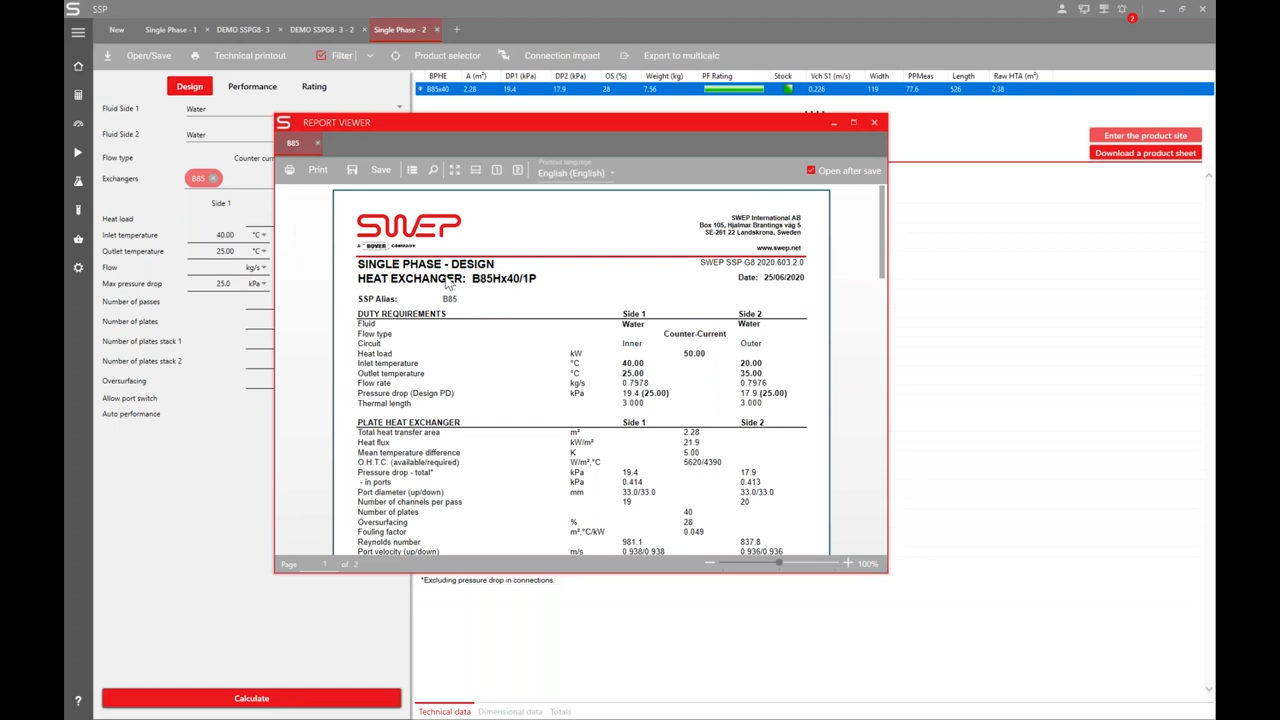 SSP
2
New Single Phase - 1 × DEMO SSPG8- 3 × DEMO SSPG8- 3 - 2 × Single Phase - 2 × +
Open/Save Technical printout Filter Product selector Connection impact Export to multicalc
Design Performance Rating
BPHE A (m²) DP1 (kPa) DP2 (kPa) OS (%) Weight (kg) PF Rating Stock Vch S1 (m/s) Width PPMeas Length Raw HTA (m²)
B85x40 2.28 19.4 17.9 28 7.56 0.226 119 77.6 526 2.38
Fluid Side 1 Water
Fluid Side 2 Water
Flow type Counter cur
Exchangers B85
Side 1
Heat load
Inlet temperature 40.00 °C
Outlet temperature 25.00 °C
Flow kg/s
Max pressure drop 25.0 kPa
Number of passes
Number of plates
Number of plates stack 1
Number of plates stack 2
Oversurfacing
Allow port switch
Auto performance
Calculate
Enter the product site
Download a product sheet
REPORT VIEWER
B85 ×
Print Save 1 2 Printout language
English (English)
Open after save
SWEP
A DOVER COMPANY
SWEP International AB
Box 105, Hjalmar Brantings väg 5
SE-261 22 Landskrona, Sweden
www.swep.net
SINGLE PHASE - DESIGN
SWEP SSP G8 2020.603.2.0
HEAT EXCHANGER: B85Hx40/1P
Date: 25/06/2020
SSP Alias: B85
DUTY REQUIREMENTS Side 1 Side 2
Fluid Water Water
Flow type Counter-Current
Circuit Inner Outer
Heat load kW 50.00
Inlet temperature °C 40.00 20.00
Outlet temperature °C 25.00 35.00
Flow rate kg/s 0.7978 0.7976
Pressure drop (Design PD) kPa 19.4 (25.00) 17.9 (25.00)
Thermal length 3.000 3.000
PLATE HEAT EXCHANGER Side 1 Side 2
Total heat transfer area m² 2.28
Heat flux kW/m² 21.9
Mean temperature difference K 5.00
O.H.T.C. (available/required) W/m²,°C 5620/4390
Pressure drop - total* kPa 19.4 17.9
- in ports kPa 0.414 0.413
Port diameter (up/down) mm 33.0/33.0 33.0/33.0
Number of channels per pass 19 20
Number of plates 40
Oversurfacing % 28
Fouling factor m²,°C/kW 0.049
Reynolds number 981.1 837.8
Port velocity (up/down) m/s 0.938/0.938 0.936/0.936
Page 1 of 2
100%
*Excluding pressure drop in connections.
?
Technical data Dimensional data Totals